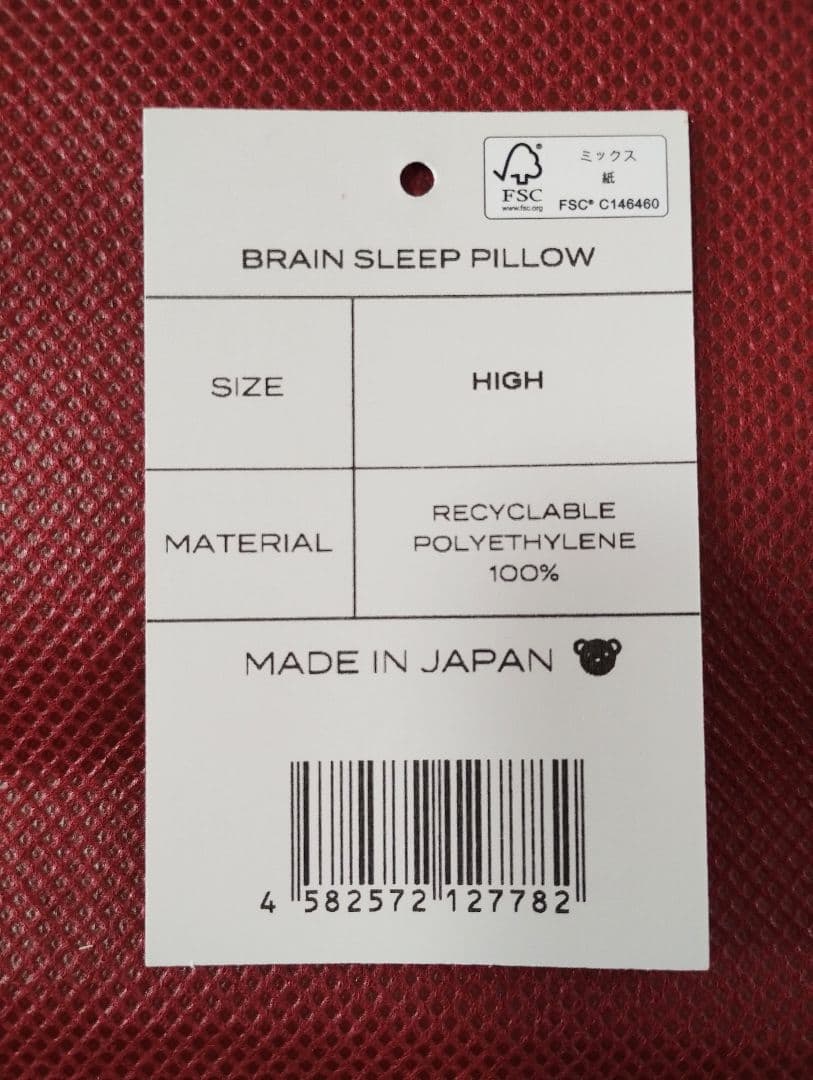 FSC
www.fsc.org
ミックス
紙
FSC® C146460
BRAIN SLEEP PILLOW
SIZE
HIGH
MATERIAL
RECYCLABLE
POLYETHYLENE
100%
MADE IN JAPAN
4 582572 127782